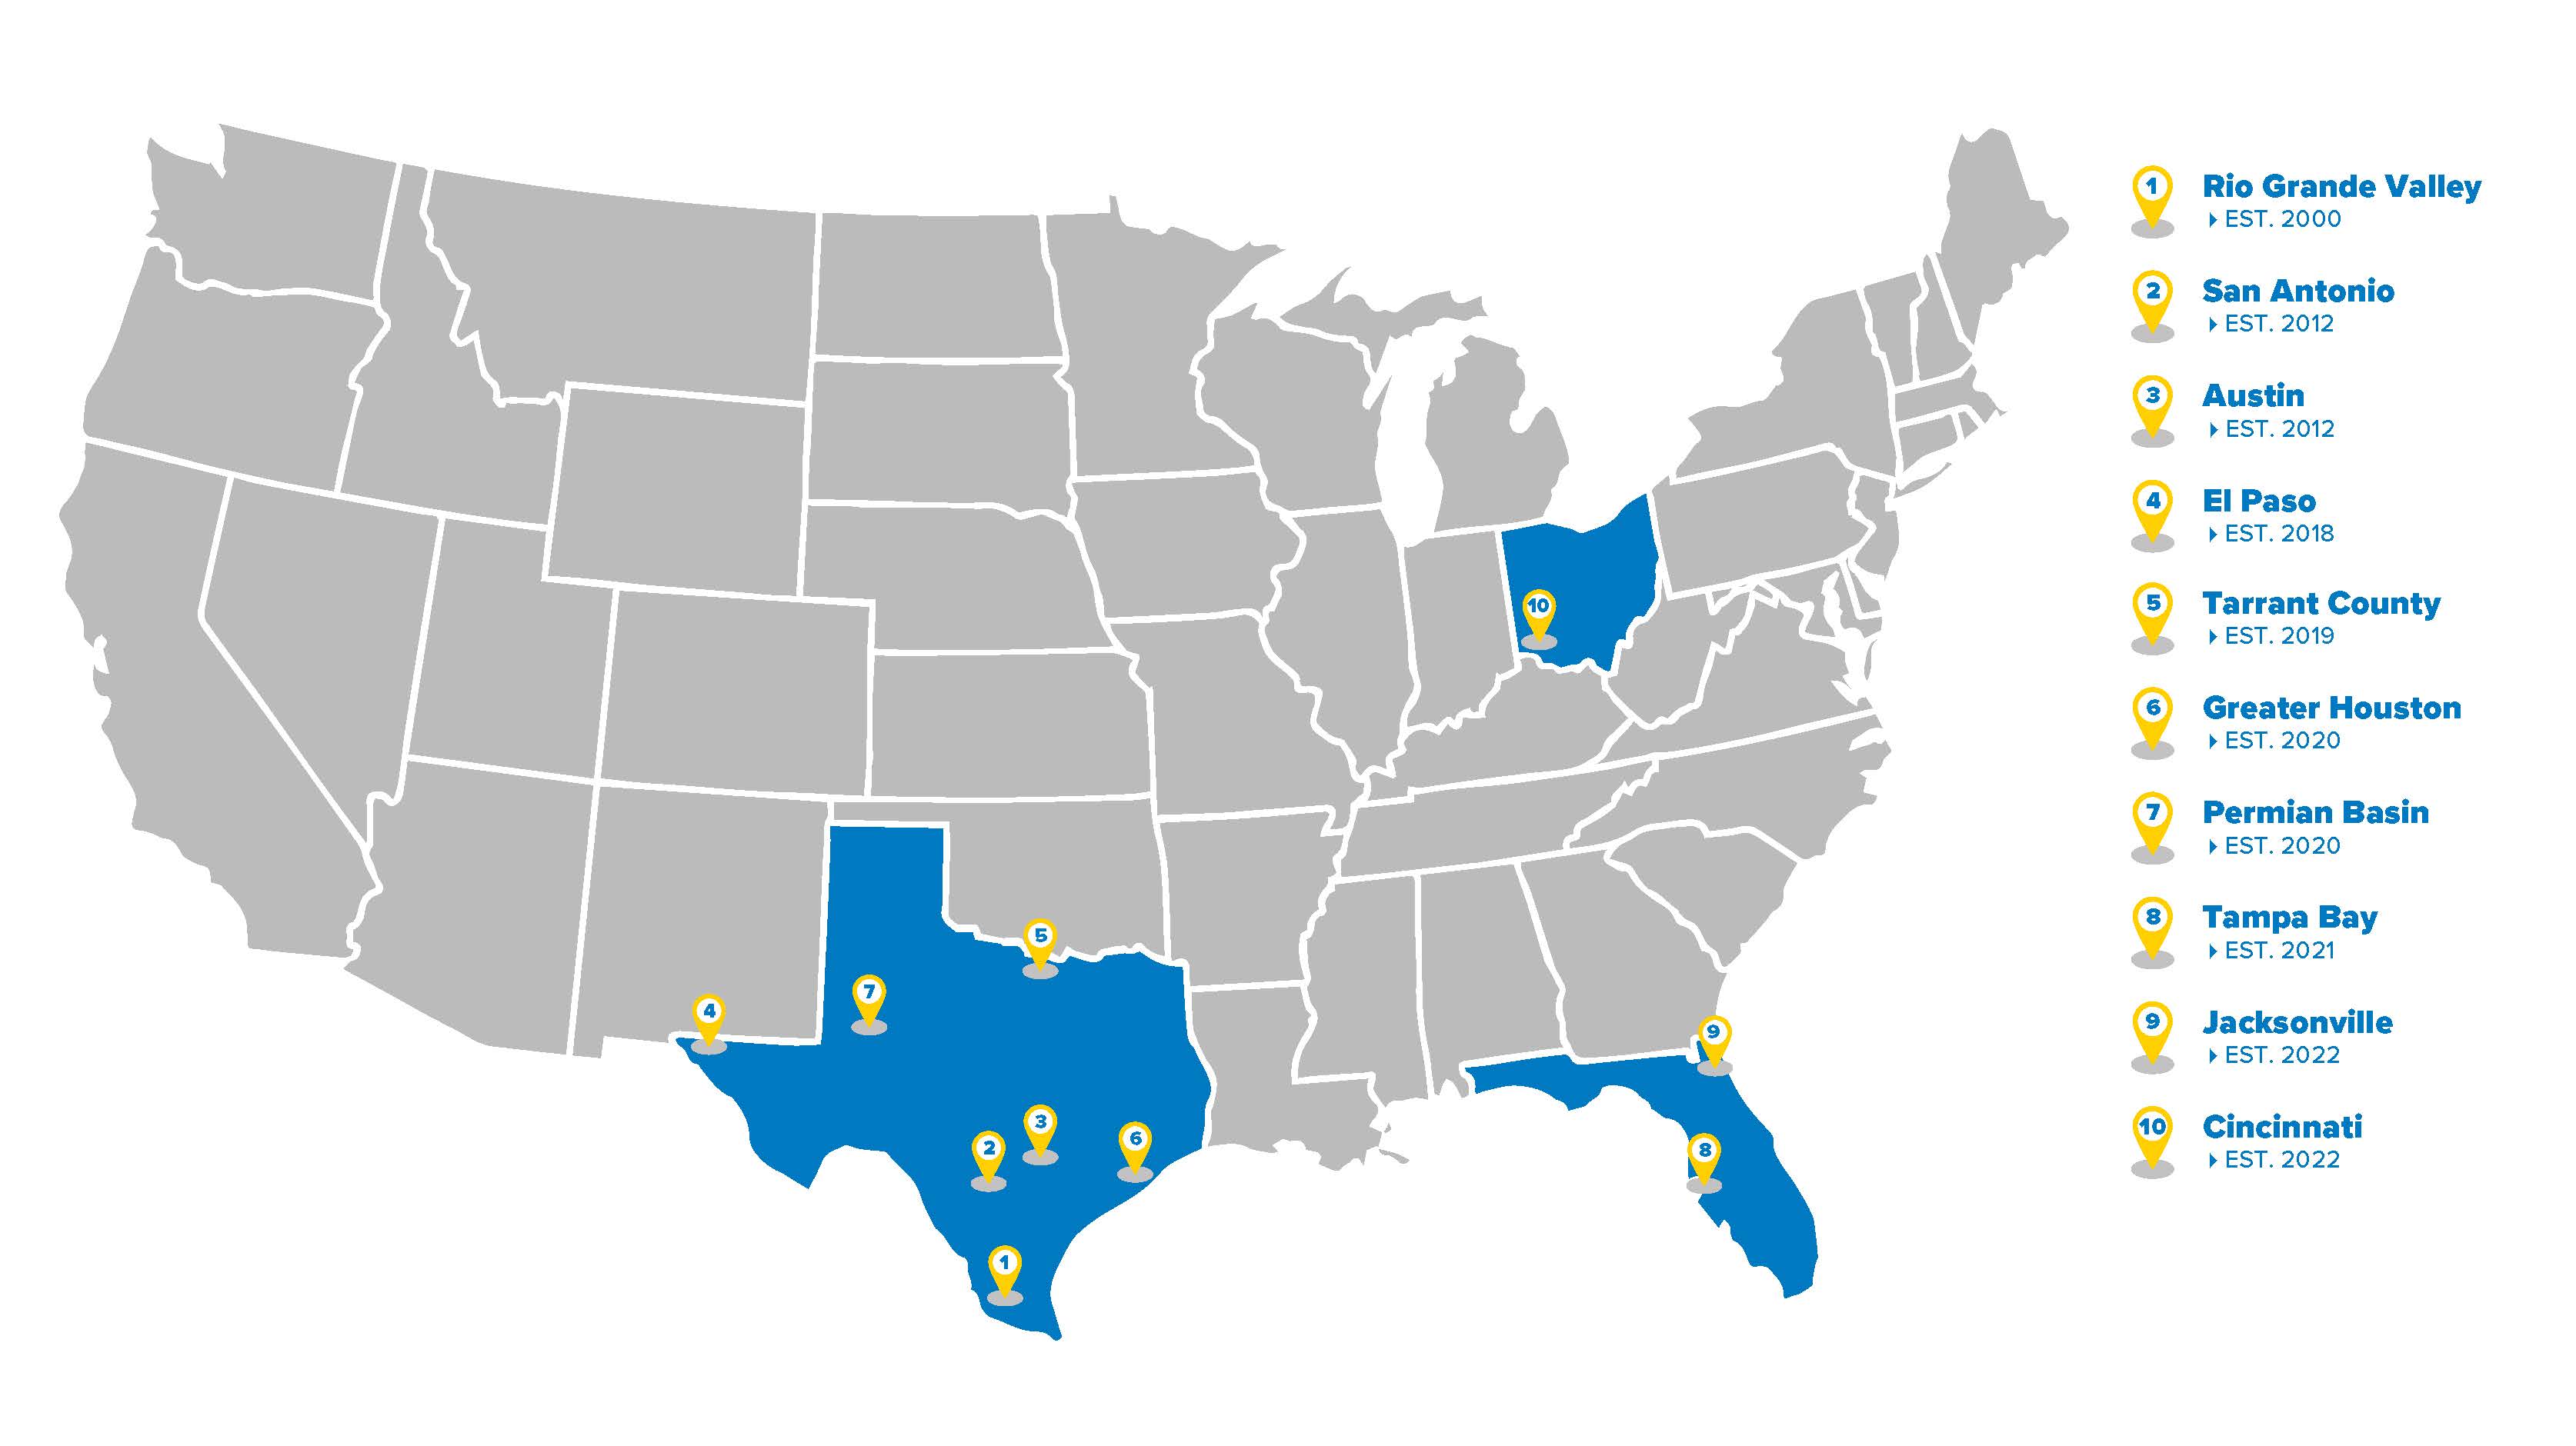 1 Rio Grande Valley
EST. 2000
2 San Antonio
EST. 2012
3 Austin
EST. 2012
4 El Paso
EST. 2018
5 Tarrant County
EST. 2019
6 Greater Houston
EST. 2020
7 Permian Basin
EST. 2020
8 Tampa Bay
EST. 2021
9 Jacksonville
EST. 2022
10 Cincinnati
EST. 2022
10
5
7
4
9
3
6
2
8
1